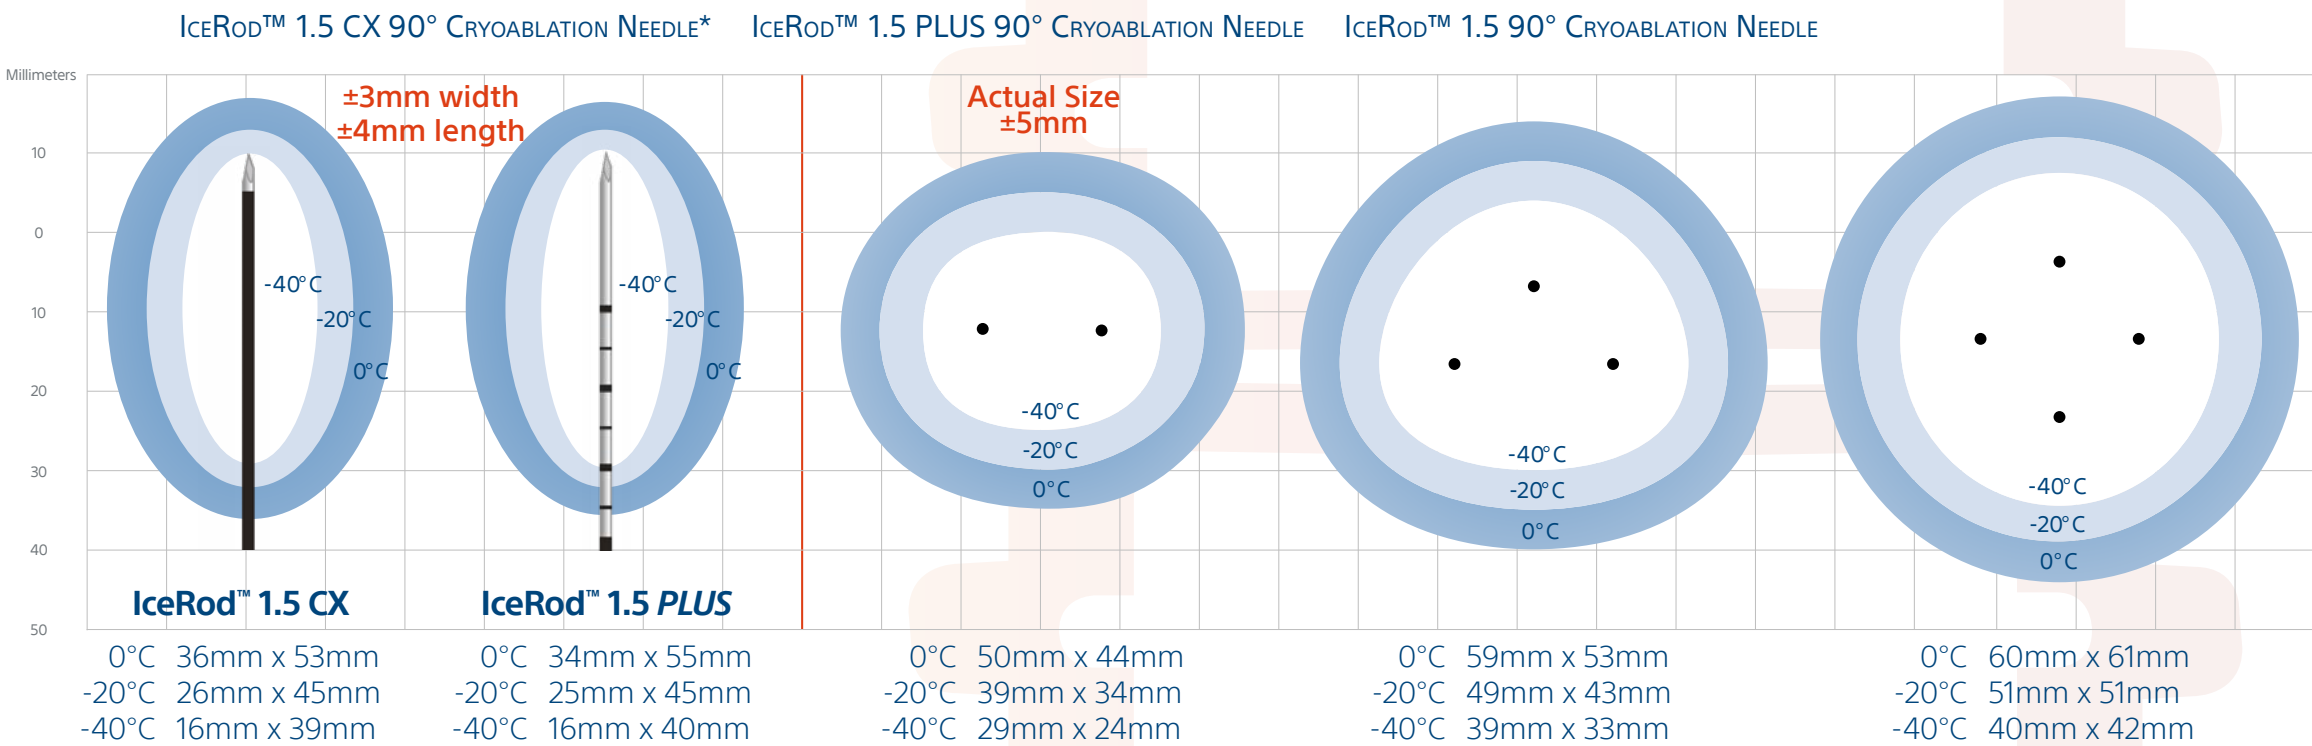 IceRod™ 1.5 CX 90° Cryoablation Needle*
IceRod™ 1.5 PLUS 90° Cryoablation Needle
IceRod™ 1.5 90° Cryoablation Needle
Millimeters
10
0
10
20
30
40
50
±3mm width
±4mm length
-40°C
-20°C
0°C
-40°C
-20°C
0°C
Actual Size
±5mm
-40°C
-20°C
0°C
-40°C
-20°C
0°C
-40°C
-20°C
0°C
IceRod™ 1.5 CX
0°C 36mm x 53mm
-20°C 26mm x 45mm
-40°C 16mm x 39mm
IceRod™ 1.5 PLUS
0°C 34mm x 55mm
-20°C 25mm x 45mm
-40°C 16mm x 40mm
0°C 50mm x 44mm
-20°C 39mm x 34mm
-40°C 29mm x 24mm
0°C 59mm x 53mm
-20°C 49mm x 43mm
-40°C 39mm x 33mm
0°C 60mm x 61mm
-20°C 51mm x 51mm
-40°C 40mm x 42mm